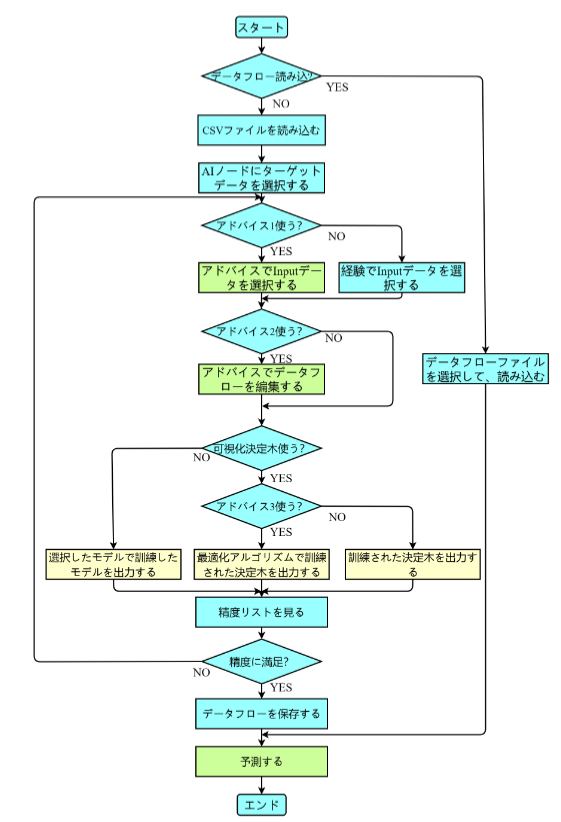 スタート
データフロー読み込?
YES
NO
CSVファイルを読み込む
AIノードにターゲット
データを選択する
アドバイス1使う?
NO
YES
アドバイスでInputデー
タを選択する
経験でInputデータを選
択する
アドバイス2使う?
NO
YES
アドバイスでデータフ
ローを編集する
データフローファイル
を選択して、読み込む
可視化決定木使う?
NO
YES
アドバイス3使う?
NO
YES
選択したモデルで訓練した
モデルを出力する
最適化アルゴリズムで訓練
された決定木を出力する
訓練された決定木を出力す
る
精度リストを見る
精度に満足?
NO
YES
データフローを保存する
予測する
エンド